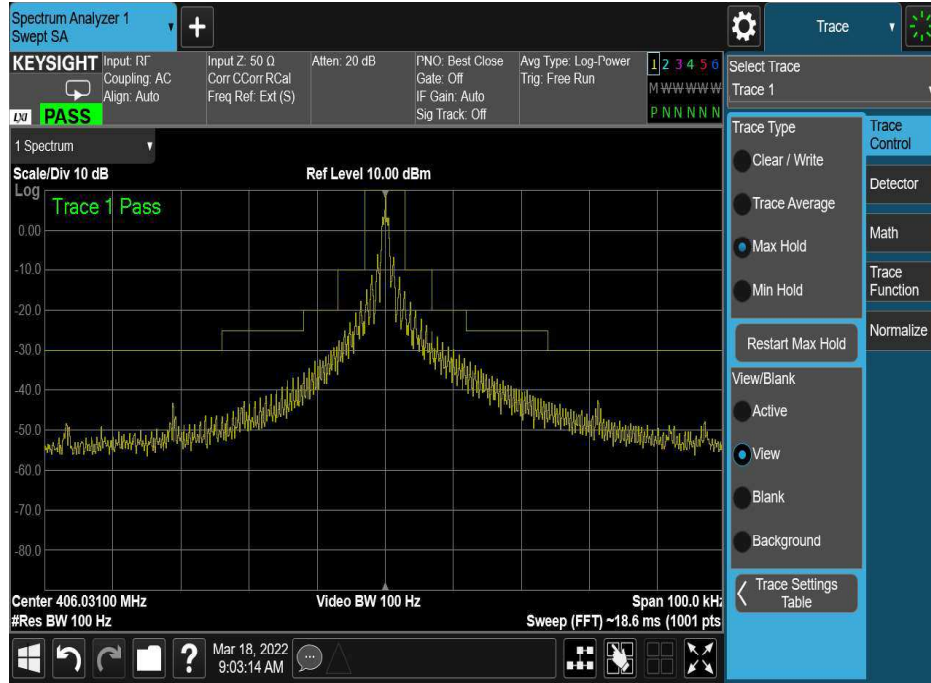 Spectrum Analyzer 1
Swept SA
+
Trace
KEYSIGHT
Input: RF
Coupling: AC
Align: Auto
Input Z: 50 Ω
Corr CCorr RCal
Freq Ref: Ext (S)
Atten: 20 dB
PNO: Best Close
Gate: Off
IF Gain: Auto
Sig Track: Off
Avg Type: Log-Power
Trig: Free Run
1 2 3 4 5 6
M W W W W W
P N N N N N
LXI
PASS
Select Trace
Trace 1
1 Spectrum
Scale/Div 10 dB
Ref Level 10.00 dBm
Log
Trace 1 Pass
0.00
-10.0
-20.0
-30.0
-40.0
-50.0
-60.0
-70.0
-80.0
Center 406.03100 MHz
#Res BW 100 Hz
Video BW 100 Hz
Span 100.0 kHz
Sweep (FFT) ~18.6 ms (1001 pts
Trace Type
Clear / Write
Trace Average
Max Hold
Min Hold
Restart Max Hold
View/Blank
Active
View
Blank
Background
Trace Settings
Table
Trace
Control
Detector
Math
Trace
Function
Normalize
?
Mar 18, 2022
9:03:14 AM